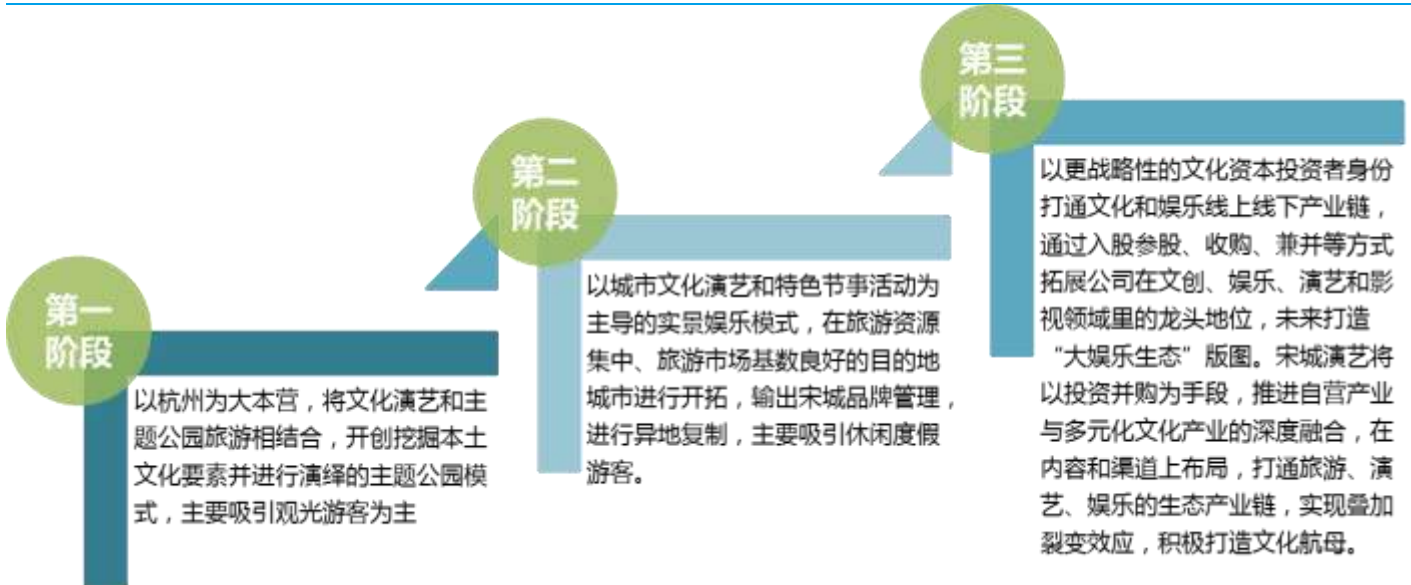 第一
阶段
以杭州为大本营，将文化演艺和主
题公园旅游相结合，开创挖掘本土
文化要素并进行演绎的主题公园模
式，主要吸引观光游客为主
第二
阶段
以城市文化演艺和特色节事活动为
主导的实景娱乐模式，在旅游资源
集中、旅游市场基数良好的目的地
城市进行开拓，输出宋城品牌管理，
进行异地复制，主要吸引休闲度假
游客。
第三
阶段
以更战略性的文化资本投资者身份
打通文化和娱乐线上线下产业链，
通过入股参股、收购、兼并等方式
拓展公司在文创、娱乐、演艺和影
视领域里的龙头地位，未来打造
“大娱乐生态”版图。宋城演艺将
以投资并购为手段，推进自营产业
与多元化文化产业的深度融合，在
内容和渠道上布局，打通旅游、演
艺、娱乐的生态产业链，实现叠加
裂变效应，积极打造文化航母。